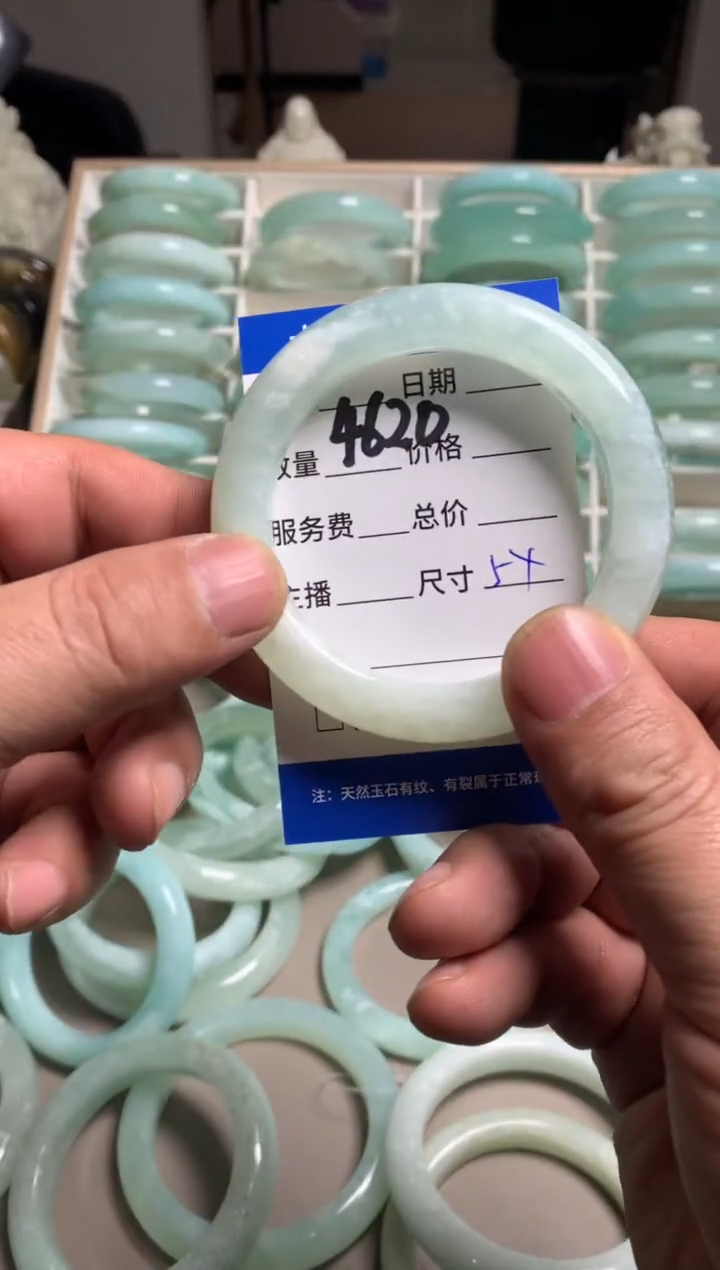 日期
4620
数量 价格
服务费 总价
主播 尺寸 54
注：天然玉石有纹、有裂属于正常